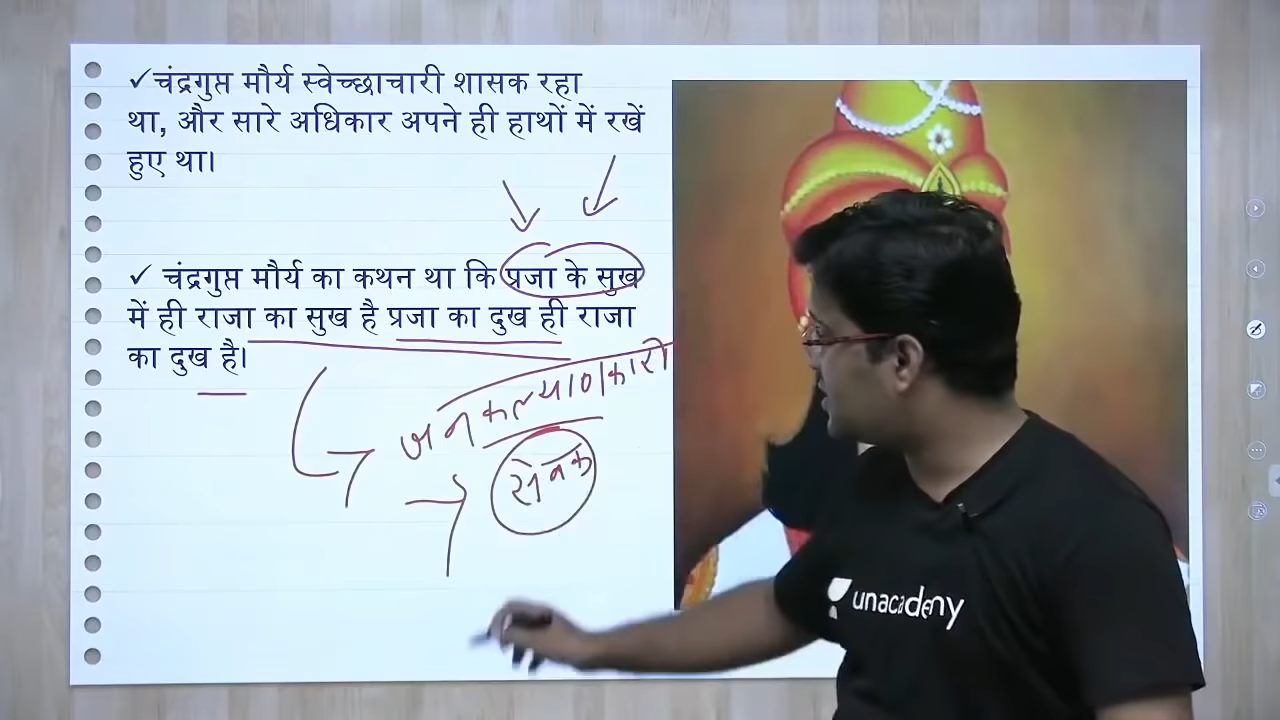 ✓चंद्रगुप्त मौर्य स्वेच्छाचारी शासक रहा
था, और सारे अधिकार अपने ही हाथों में रखें
हुए था।
✓ चंद्रगुप्त मौर्य का कथन था कि प्रजा के सुख
में ही राजा का सुख है प्रजा का दुख ही राजा
का दुख है।
जनकल्याणकारी
सेवक
unacademy